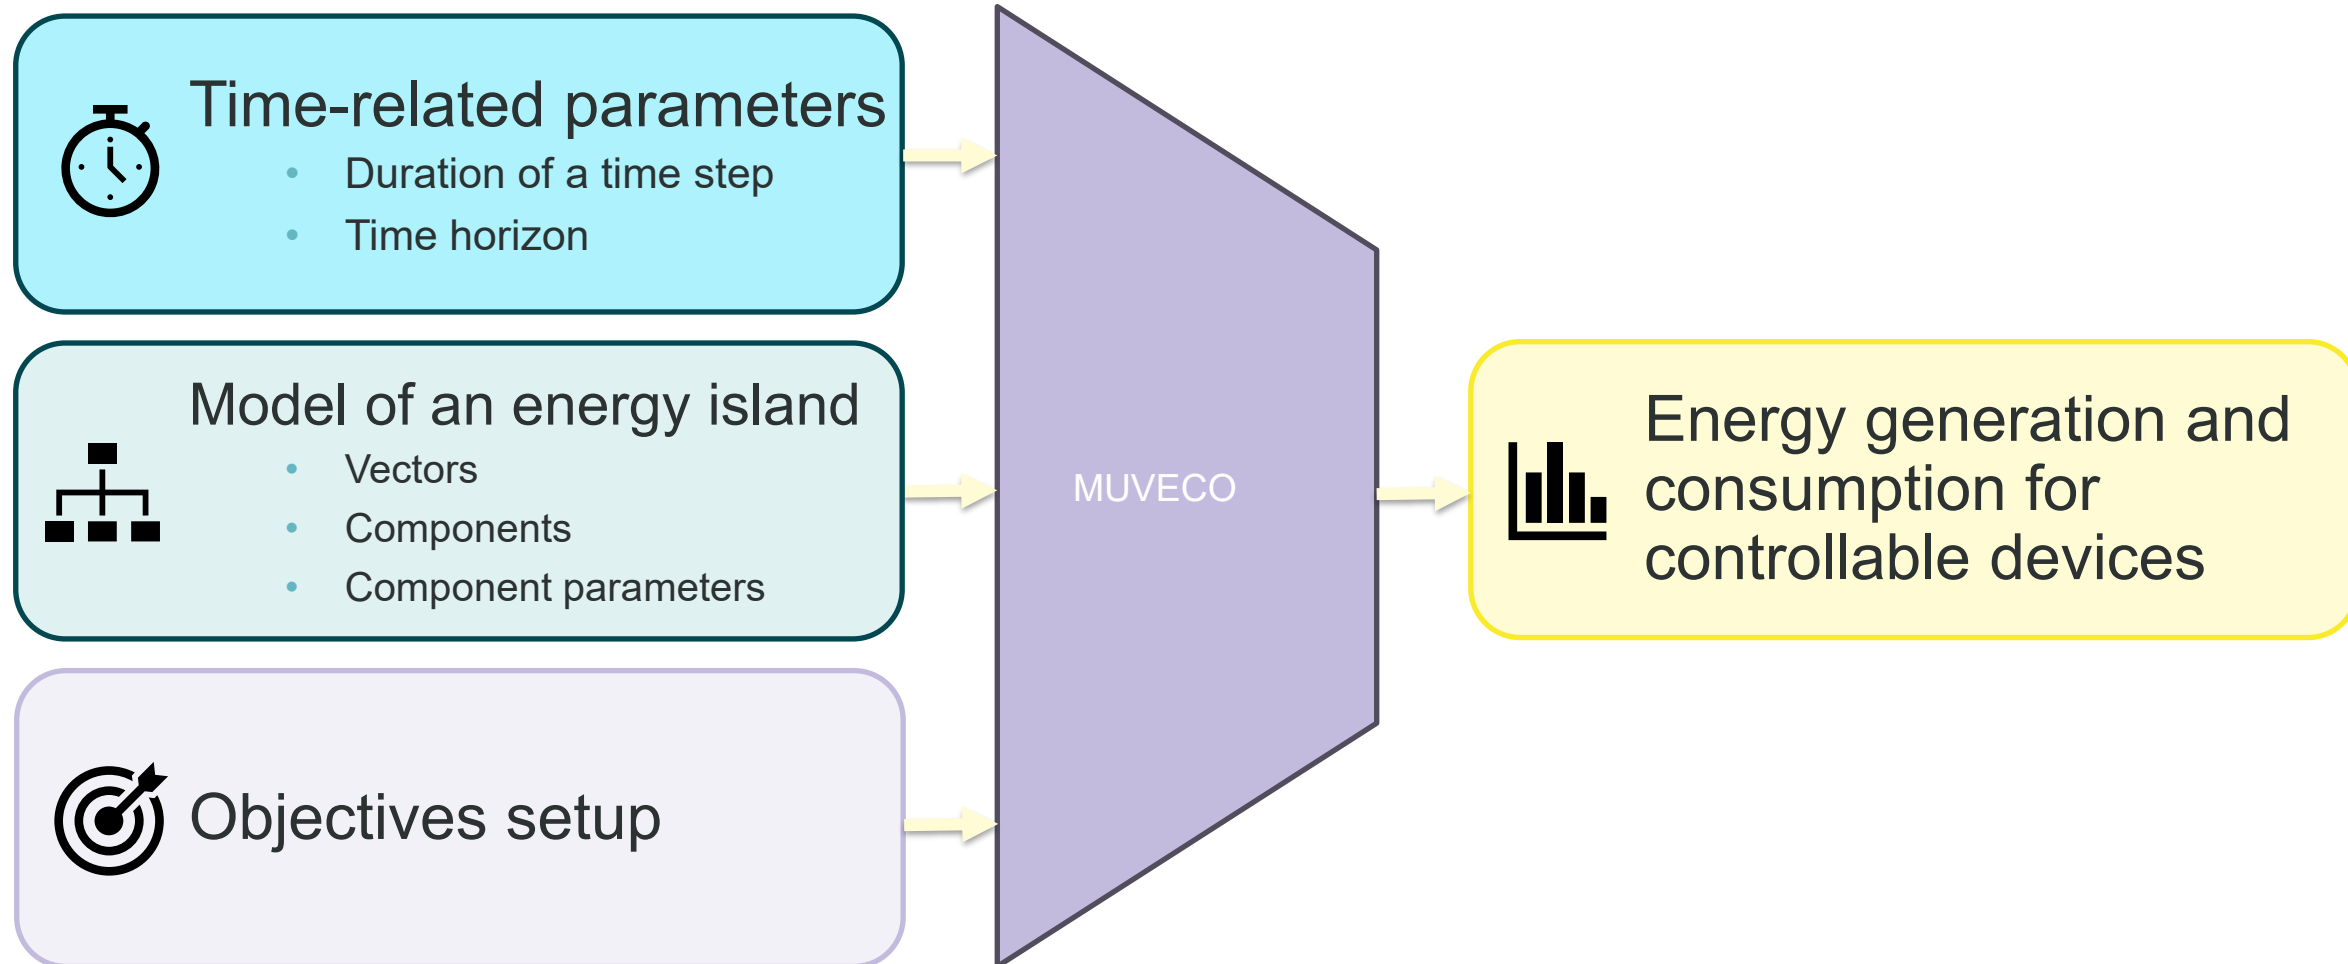 Time-related parameters
• Duration of a time step
• Time horizon
Model of an energy island
• Vectors
• Components
• Component parameters
Objectives setup
MUVECO
Energy generation and
consumption for
controllable devices